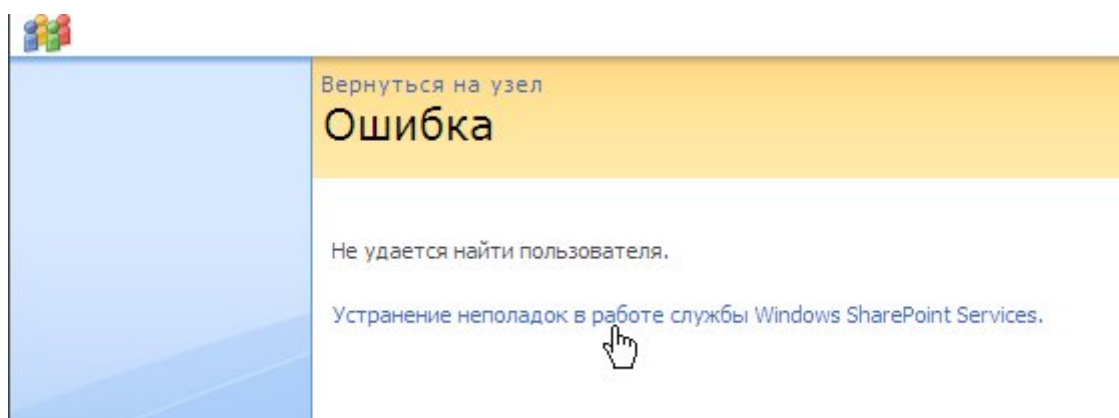 Вернуться на узел
Ошибка
Не удается найти пользователя.
Устранение неполадок в работе службы Windows SharePoint Services.